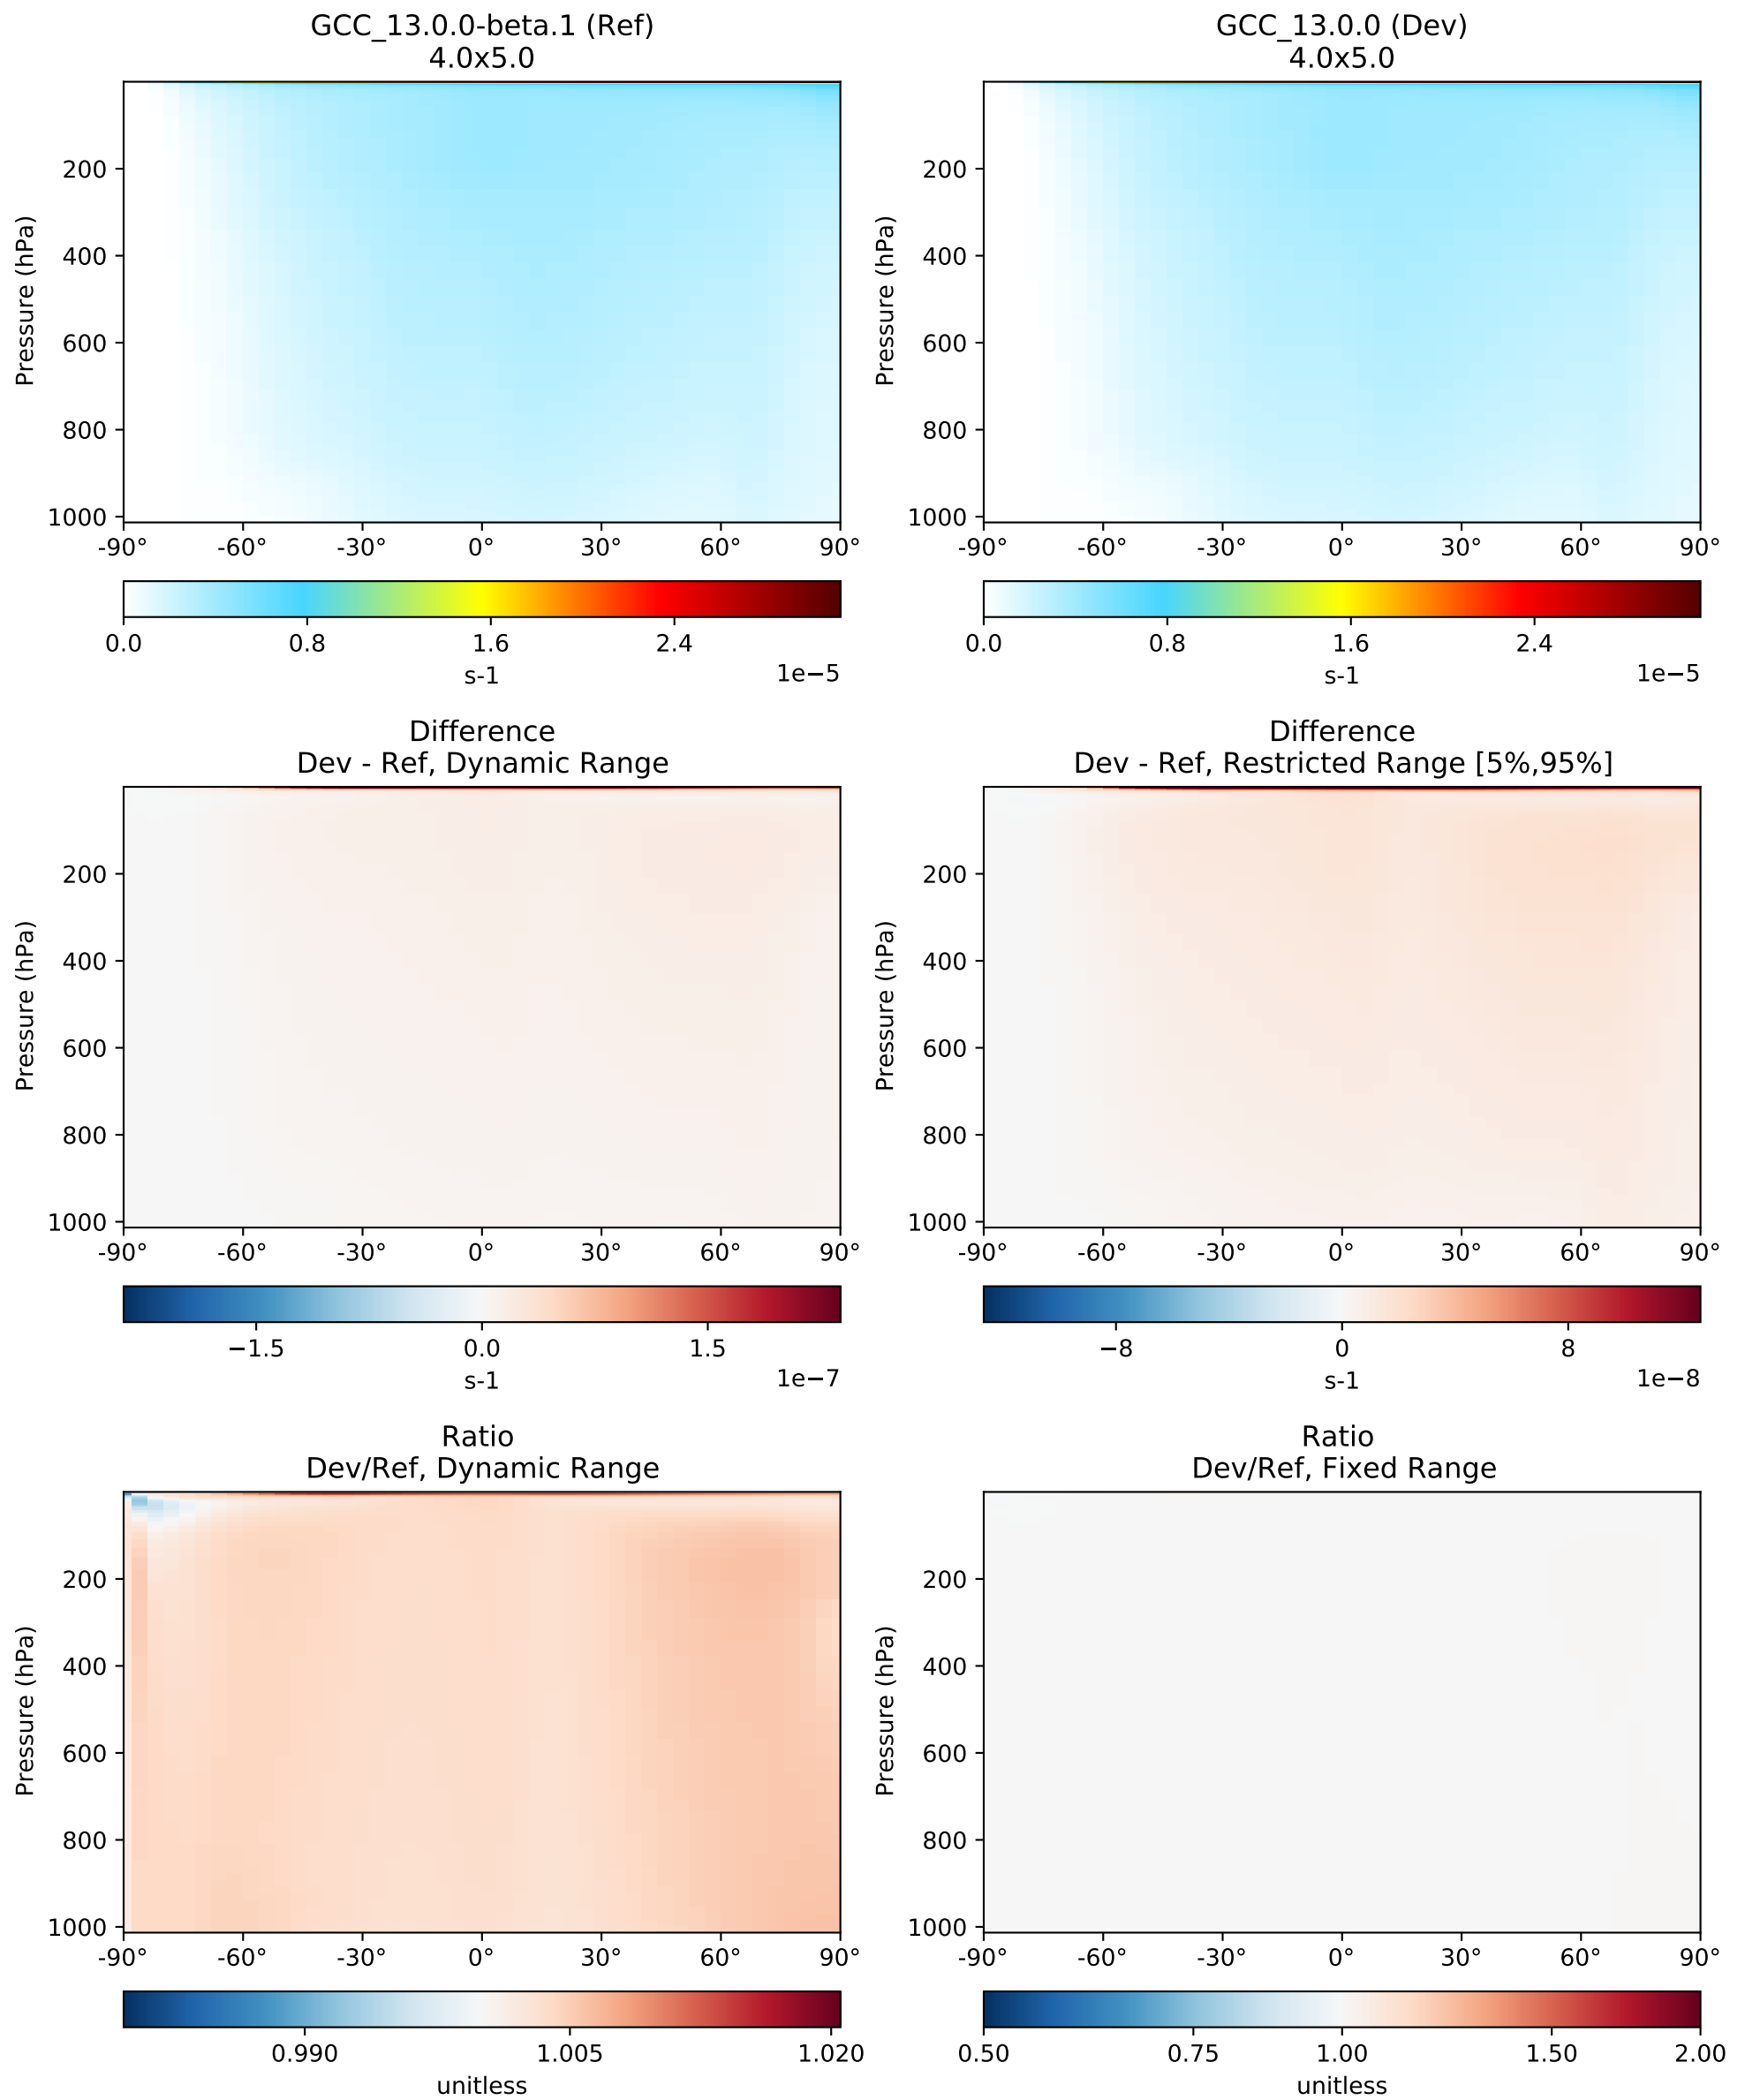 GCC_13.0.0-beta.1 (Ref)
4.0x5.0
Pressure (hPa)
200
400
600
800
1000
-90° -60° -30° 0° 30° 60° 90°
0.0 0.8 1.6 2.4
s-1
1e−5
GCC_13.0.0 (Dev)
4.0x5.0
Pressure (hPa)
200
400
600
800
1000
-90° -60° -30° 0° 30° 60° 90°
0.0 0.8 1.6 2.4
s-1
1e−5
Difference
Dev - Ref, Dynamic Range
Pressure (hPa)
200
400
600
800
1000
-90° -60° -30° 0° 30° 60° 90°
−1.5 0.0 1.5
s-1
1e−7
Difference
Dev - Ref, Restricted Range [5%,95%]
Pressure (hPa)
200
400
600
800
1000
-90° -60° -30° 0° 30° 60° 90°
−8 0 8
s-1
1e−8
Ratio
Dev/Ref, Dynamic Range
Pressure (hPa)
200
400
600
800
1000
-90° -60° -30° 0° 30° 60° 90°
0.990 1.005 1.020
unitless
Ratio
Dev/Ref, Fixed Range
Pressure (hPa)
200
400
600
800
1000
-90° -60° -30° 0° 30° 60° 90°
0.50 0.75 1.00 1.50 2.00
unitless